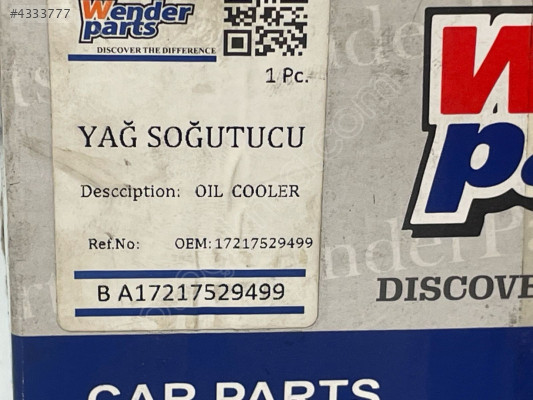 #4333777
Wender
parts
DISCOVER THE DIFFERENCE
1 Pc.
YAĞ SOĞUTUCU
Desccription: OIL COOLER
Ref.No: OEM:17217529499
B A17217529499
DISCOVE
CAR PARTS